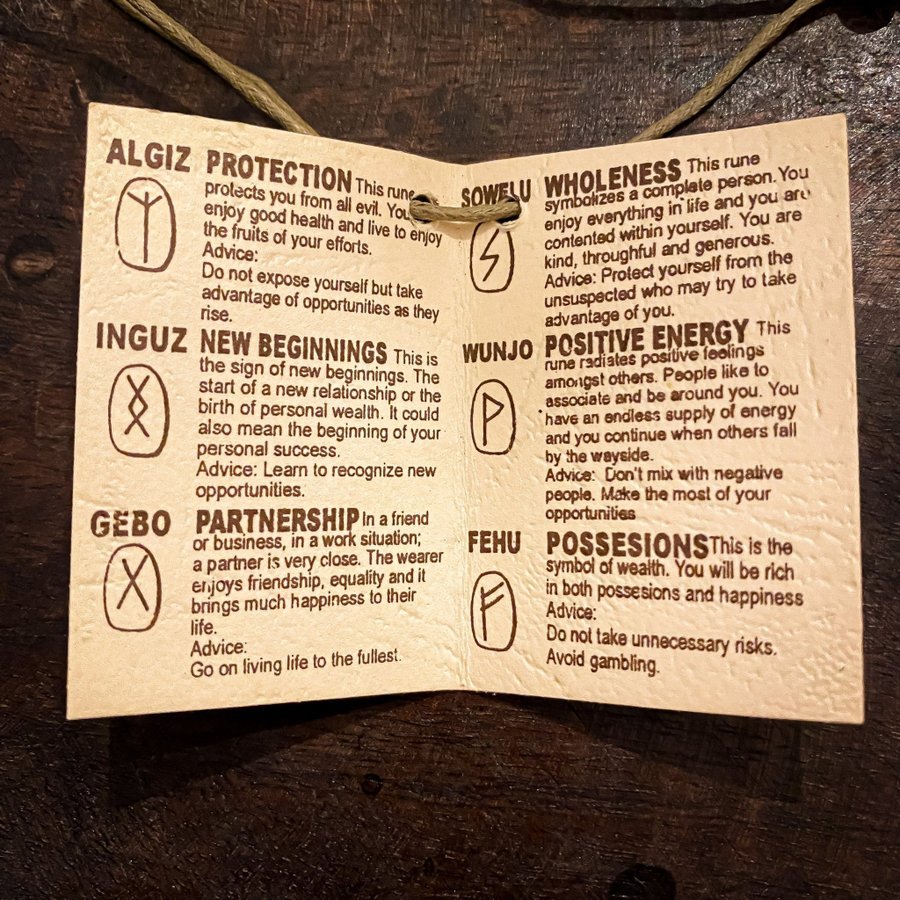 ALGIZ PROTECTION This rune
protects you from all evil. You
enjoy good health and live to enjoy
the fruits of your efforts.
Advice:
Do not expose yourself but take
advantage of opportunities as they
rise.
INGUZ NEW BEGINNINGS This is
the sign of new beginnings. The
start of a new relationship or the
birth of personal wealth. It could
also mean the beginning of your
personal success.
Advice: Learn to recognize new
opportunities.
GEBO PARTNERSHIP In a friend
or business, in a work situation;
a partner is very close. The wearer
enjoys friendship, equality and it
brings much happiness to their
life.
Advice:
Go on living life to the fullest.
SOWELU WHOLENESS This rune
symbolizes a complete person. You
enjoy everything in life and you are
contented within yourself. You are
kind, throughful and generous.
Advice: Protect yourself from the
unsuspected who may try to take
advantage of you.
WUNJO POSITIVE ENERGY This
rune radiates positive feelings
amongst others. People like to
associate and be around you. You
have an endless supply of energy
and you continue when others fall
by the wayside.
Advice: Don't mix with negative
people. Make the most of your
opportunities
FEHU POSSESIONS This is the
symbol of wealth. You will be rich
in both possesions and happiness
Advice:
Do not take unnecessary risks.
Avoid gambling.